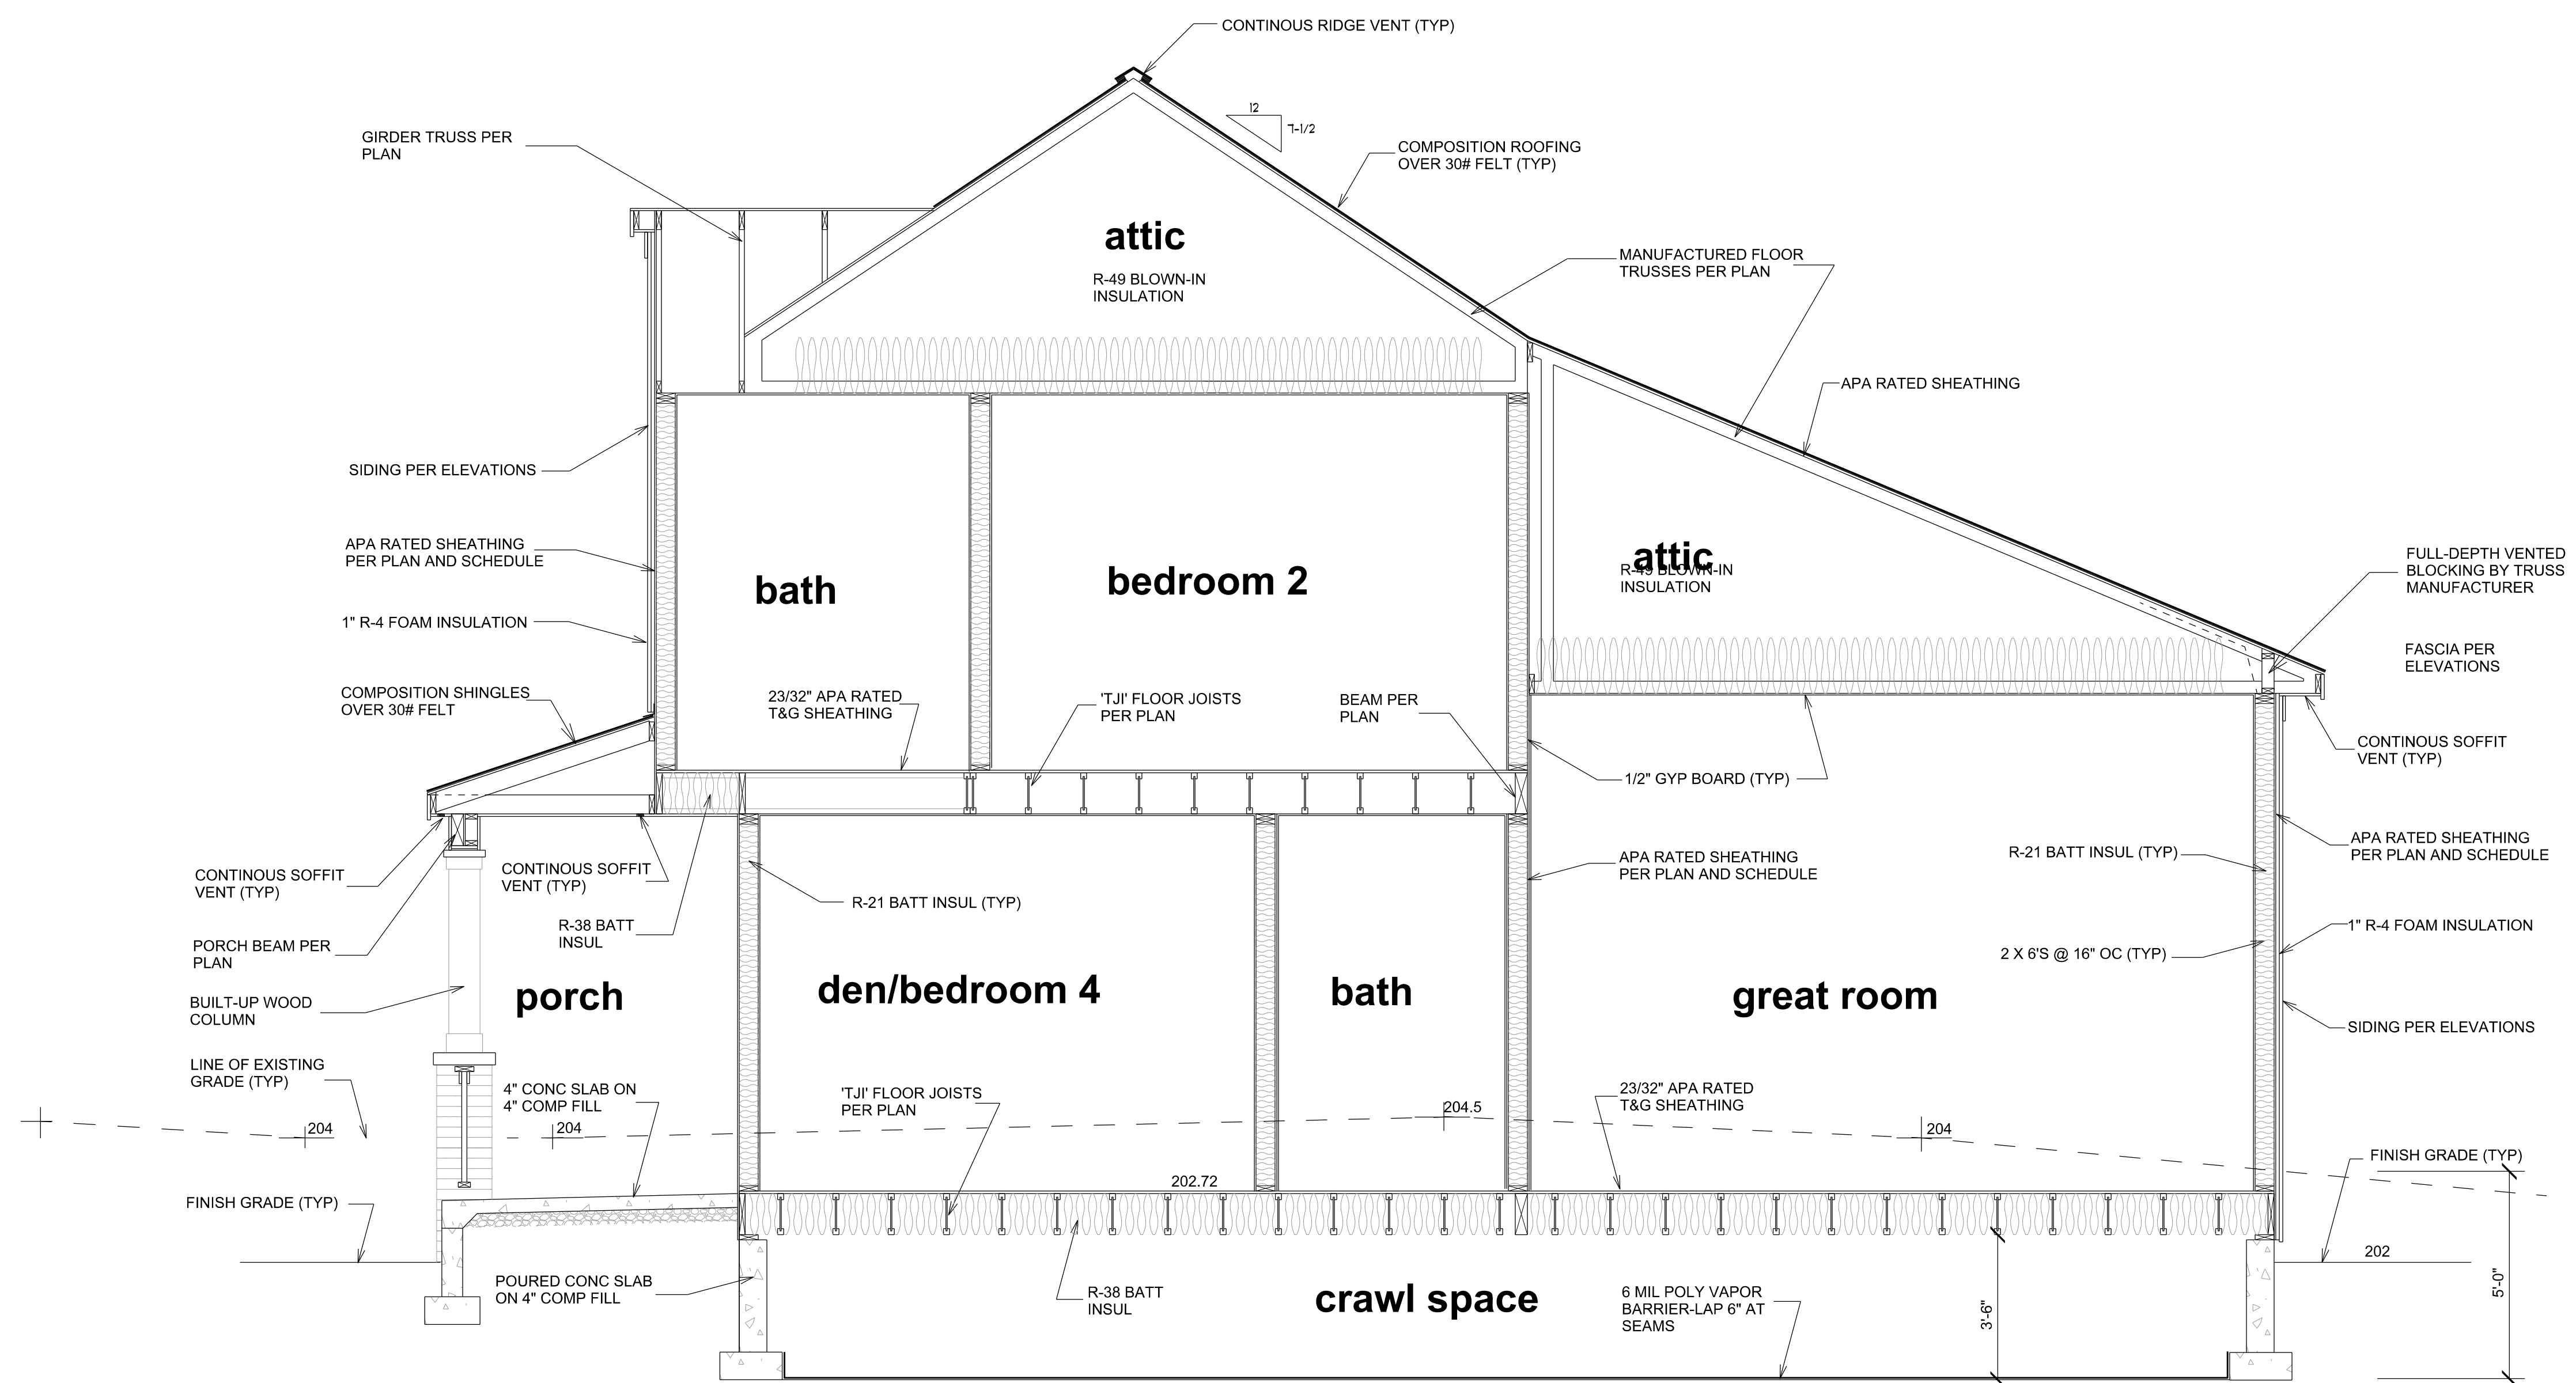 CONTINOUS RIDGE VENT (TYP)
12
7-1/2
GIRDER TRUSS PER
PLAN
COMPOSITION ROOFING
OVER 30# FELT (TYP)
attic
R-49 BLOWN-IN
INSULATION
MANUFACTURED FLOOR
TRUSSES PER PLAN
APA RATED SHEATHING
SIDING PER ELEVATIONS
APA RATED SHEATHING
PER PLAN AND SCHEDULE
1" R-4 FOAM INSULATION
COMPOSITION SHINGLES
OVER 30# FELT
bath
bedroom 2
attic
R-49 BLOWN-IN
INSULATION
FULL-DEPTH VENTED
BLOCKING BY TRUSS
MANUFACTURER
FASCIA PER
ELEVATIONS
23/32" APA RATED
T&G SHEATHING
'TJI' FLOOR JOISTS
PER PLAN
BEAM PER
PLAN
1/2" GYP BOARD (TYP)
CONTINOUS SOFFIT
VENT (TYP)
CONTINOUS SOFFIT
VENT (TYP)
CONTINOUS SOFFIT
VENT (TYP)
R-38 BATT
INSUL
R-21 BATT INSUL (TYP)
APA RATED SHEATHING
PER PLAN AND SCHEDULE
R-21 BATT INSUL (TYP)
APA RATED SHEATHING
PER PLAN AND SCHEDULE
PORCH BEAM PER
PLAN
2 X 6'S @ 16" OC (TYP)
1" R-4 FOAM INSULATION
BUILT-UP WOOD
COLUMN
porch
den/bedroom 4
bath
great room
SIDING PER ELEVATIONS
LINE OF EXISTING
GRADE (TYP)
4" CONC SLAB ON
4" COMP FILL
'TJI' FLOOR JOISTS
PER PLAN
23/32" APA RATED
T&G SHEATHING
204
204
204.5
204
FINISH GRADE (TYP)
202.72
FINISH GRADE (TYP)
202
POURED CONC SLAB
ON 4" COMP FILL
R-38 BATT
INSUL
crawl space
6 MIL POLY VAPOR
BARRIER-LAP 6" AT
SEAMS
3'-6"
5'-0"